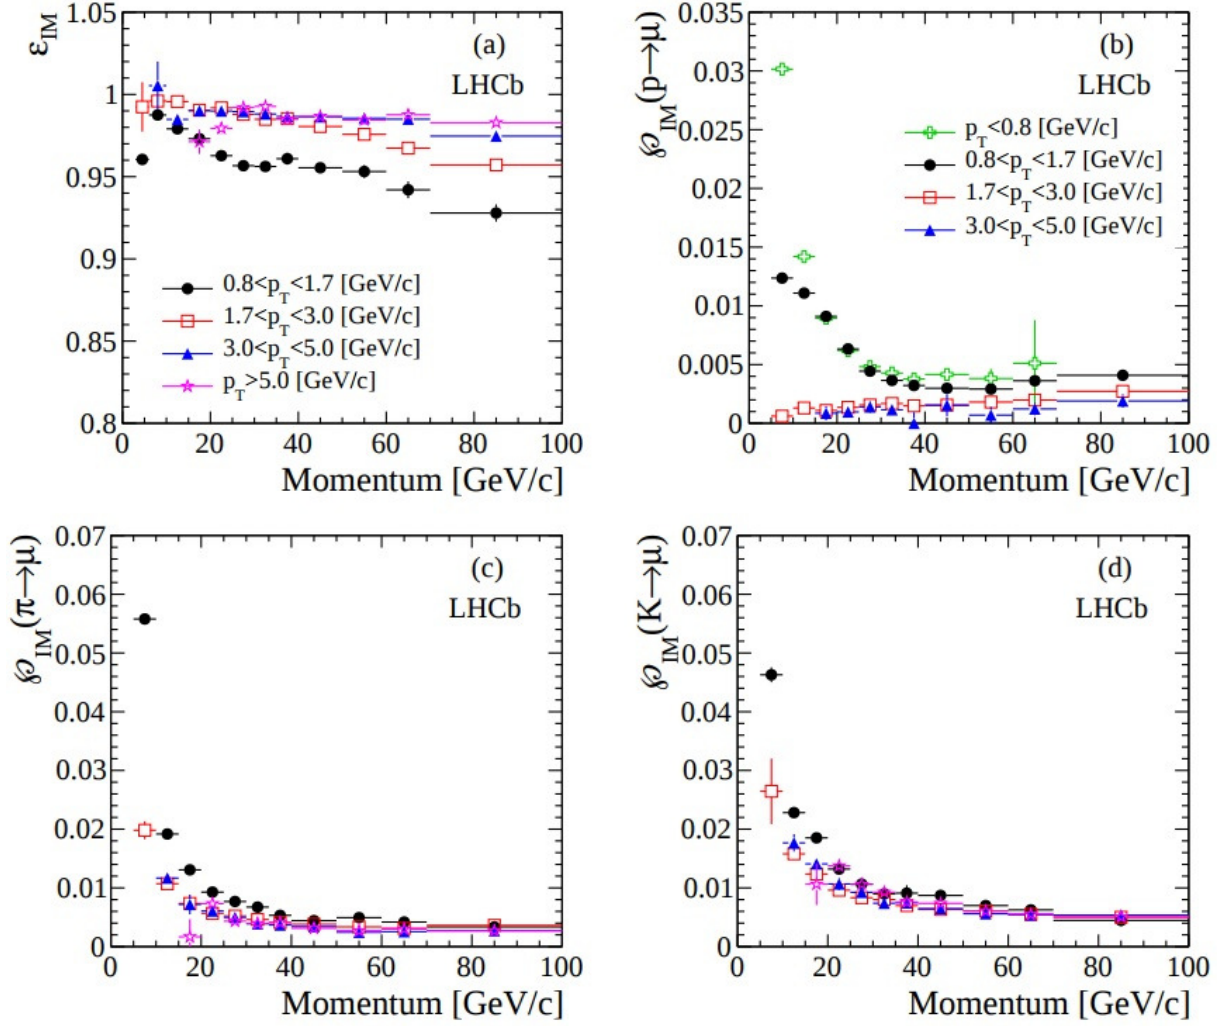 ε_IM
1.05
1
0.95
0.9
0.85
0.8
(a)
LHCb
0.8<p_T<1.7 [GeV/c]
1.7<p_T<3.0 [GeV/c]
3.0<p_T<5.0 [GeV/c]
p_T>5.0 [GeV/c]
0 20 40 60 80 100
Momentum [GeV/c]
℘_IM(p→μ)
0.035
0.03
0.025
0.02
0.015
0.01
0.005
0
(b)
LHCb
p_T<0.8 [GeV/c]
0.8<p_T<1.7 [GeV/c]
1.7<p_T<3.0 [GeV/c]
3.0<p_T<5.0 [GeV/c]
0 20 40 60 80 100
Momentum [GeV/c]
℘_IM(π→μ)
0.07
0.06
0.05
0.04
0.03
0.02
0.01
0
(c)
LHCb
0 20 40 60 80 100
Momentum [GeV/c]
℘_IM(K→μ)
0.07
0.06
0.05
0.04
0.03
0.02
0.01
0
(d)
LHCb
0 20 40 60 80 100
Momentum [GeV/c]